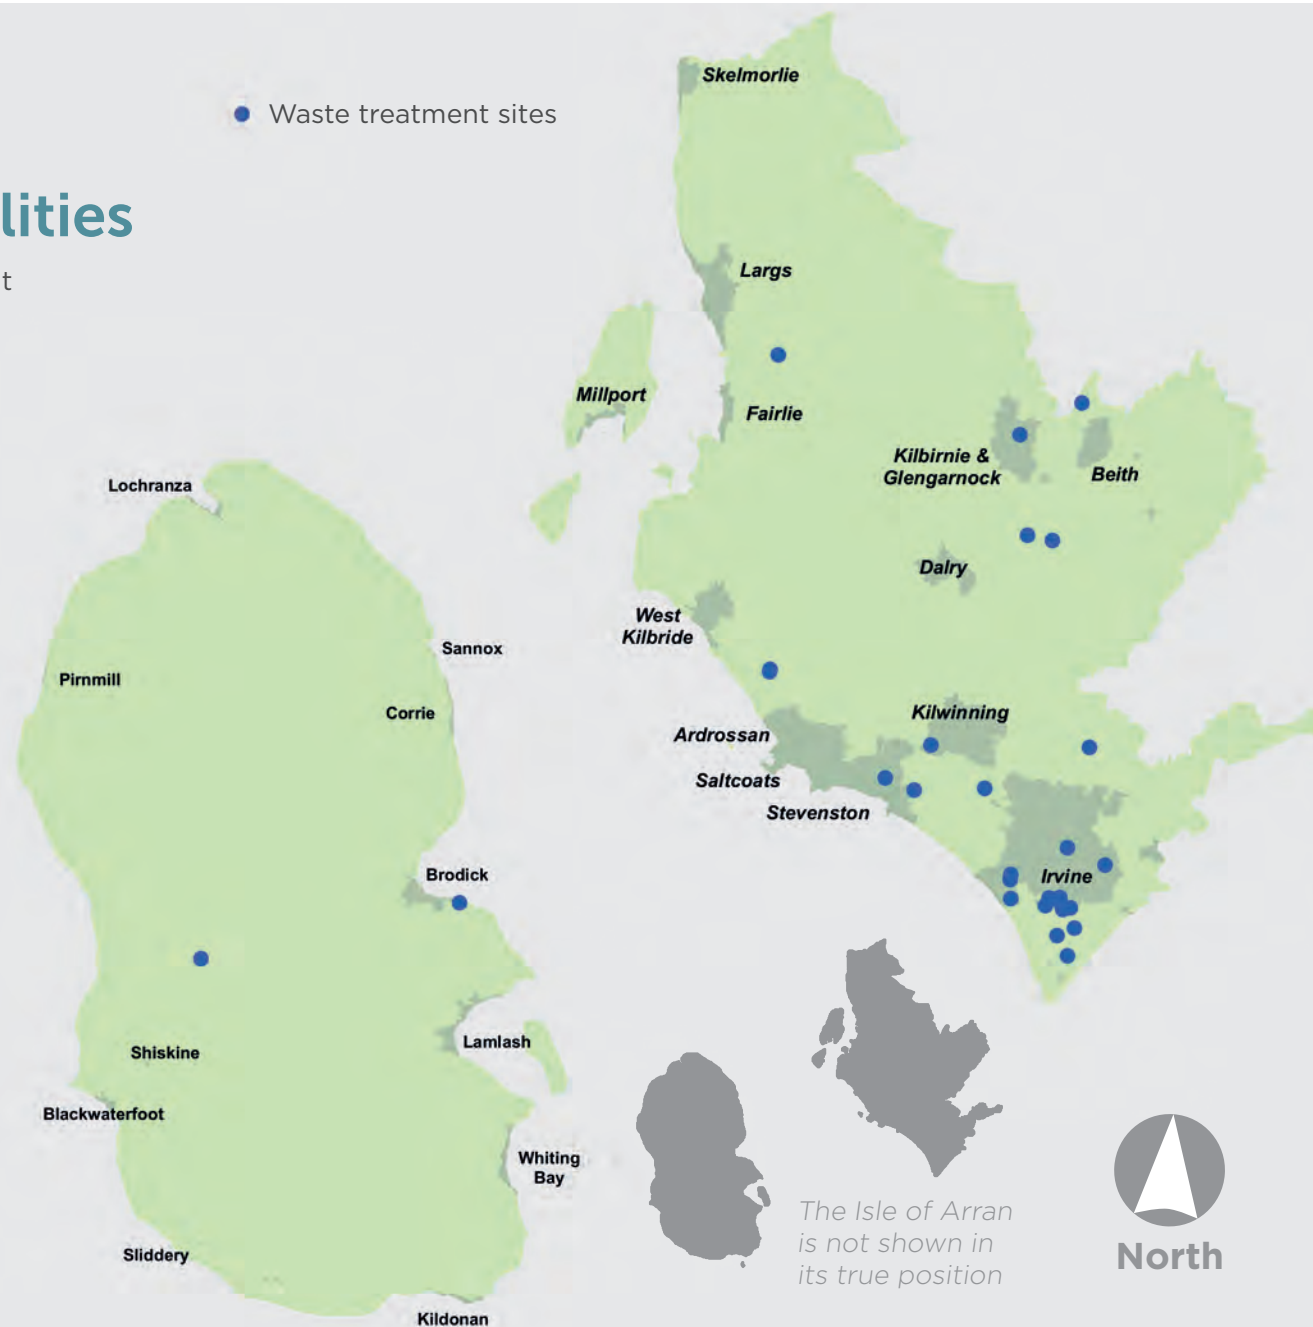 Skelmorlie
Waste treatment sites
lities
t
Largs
Millport
Fairlie
Kilbirnie &
Glengarnock
Beith
Lochranza
Dalry
West
Kilbride
Sannox
Pirnmill
Corrie
Kilwinning
Ardrossan
Saltcoats
Stevenston
Brodick
Irvine
Lamlash
Shiskine
Blackwaterfoot
Whiting
Bay
The Isle of Arran
is not shown in
its true position
North
Sliddery
Kildonan